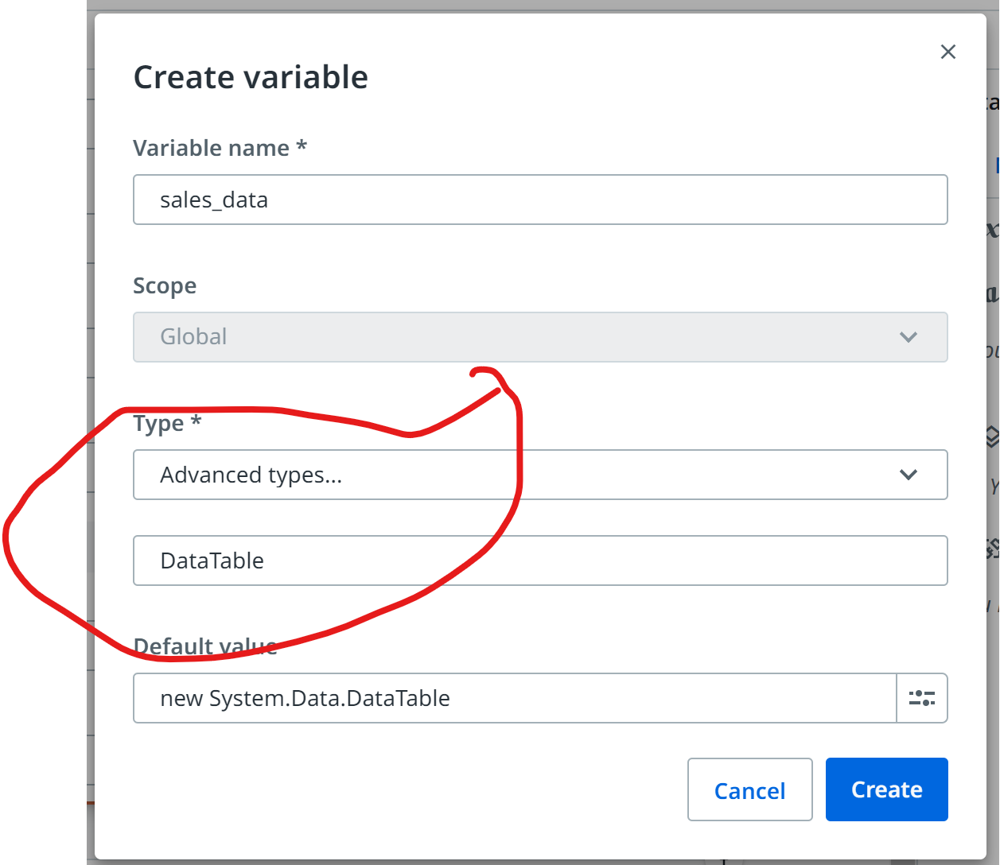 Create variable
Variable name *
sales_data
Scope
Global
Type *
Advanced types...
DataTable
Default value
new System.Data.DataTable
Cancel
Create